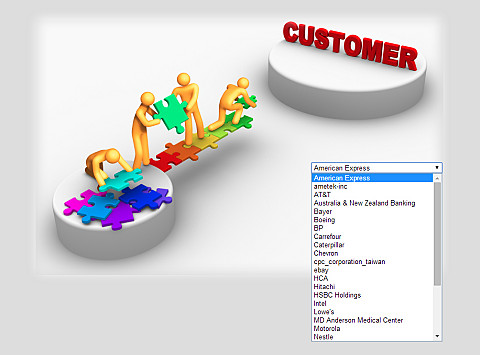 CUSTOMER
American Express
American Express
ametek-inc
AT&T
Australia & New Zealand Banking
Bayer
Boeing
BP
Carrefour
Caterpillar
Chevron
cpc_corporation_taiwan
ebay
HCA
Hitachi
HSBC Holdings
Intel
Lowe's
MD Anderson Medical Center
Motorola
Nestle